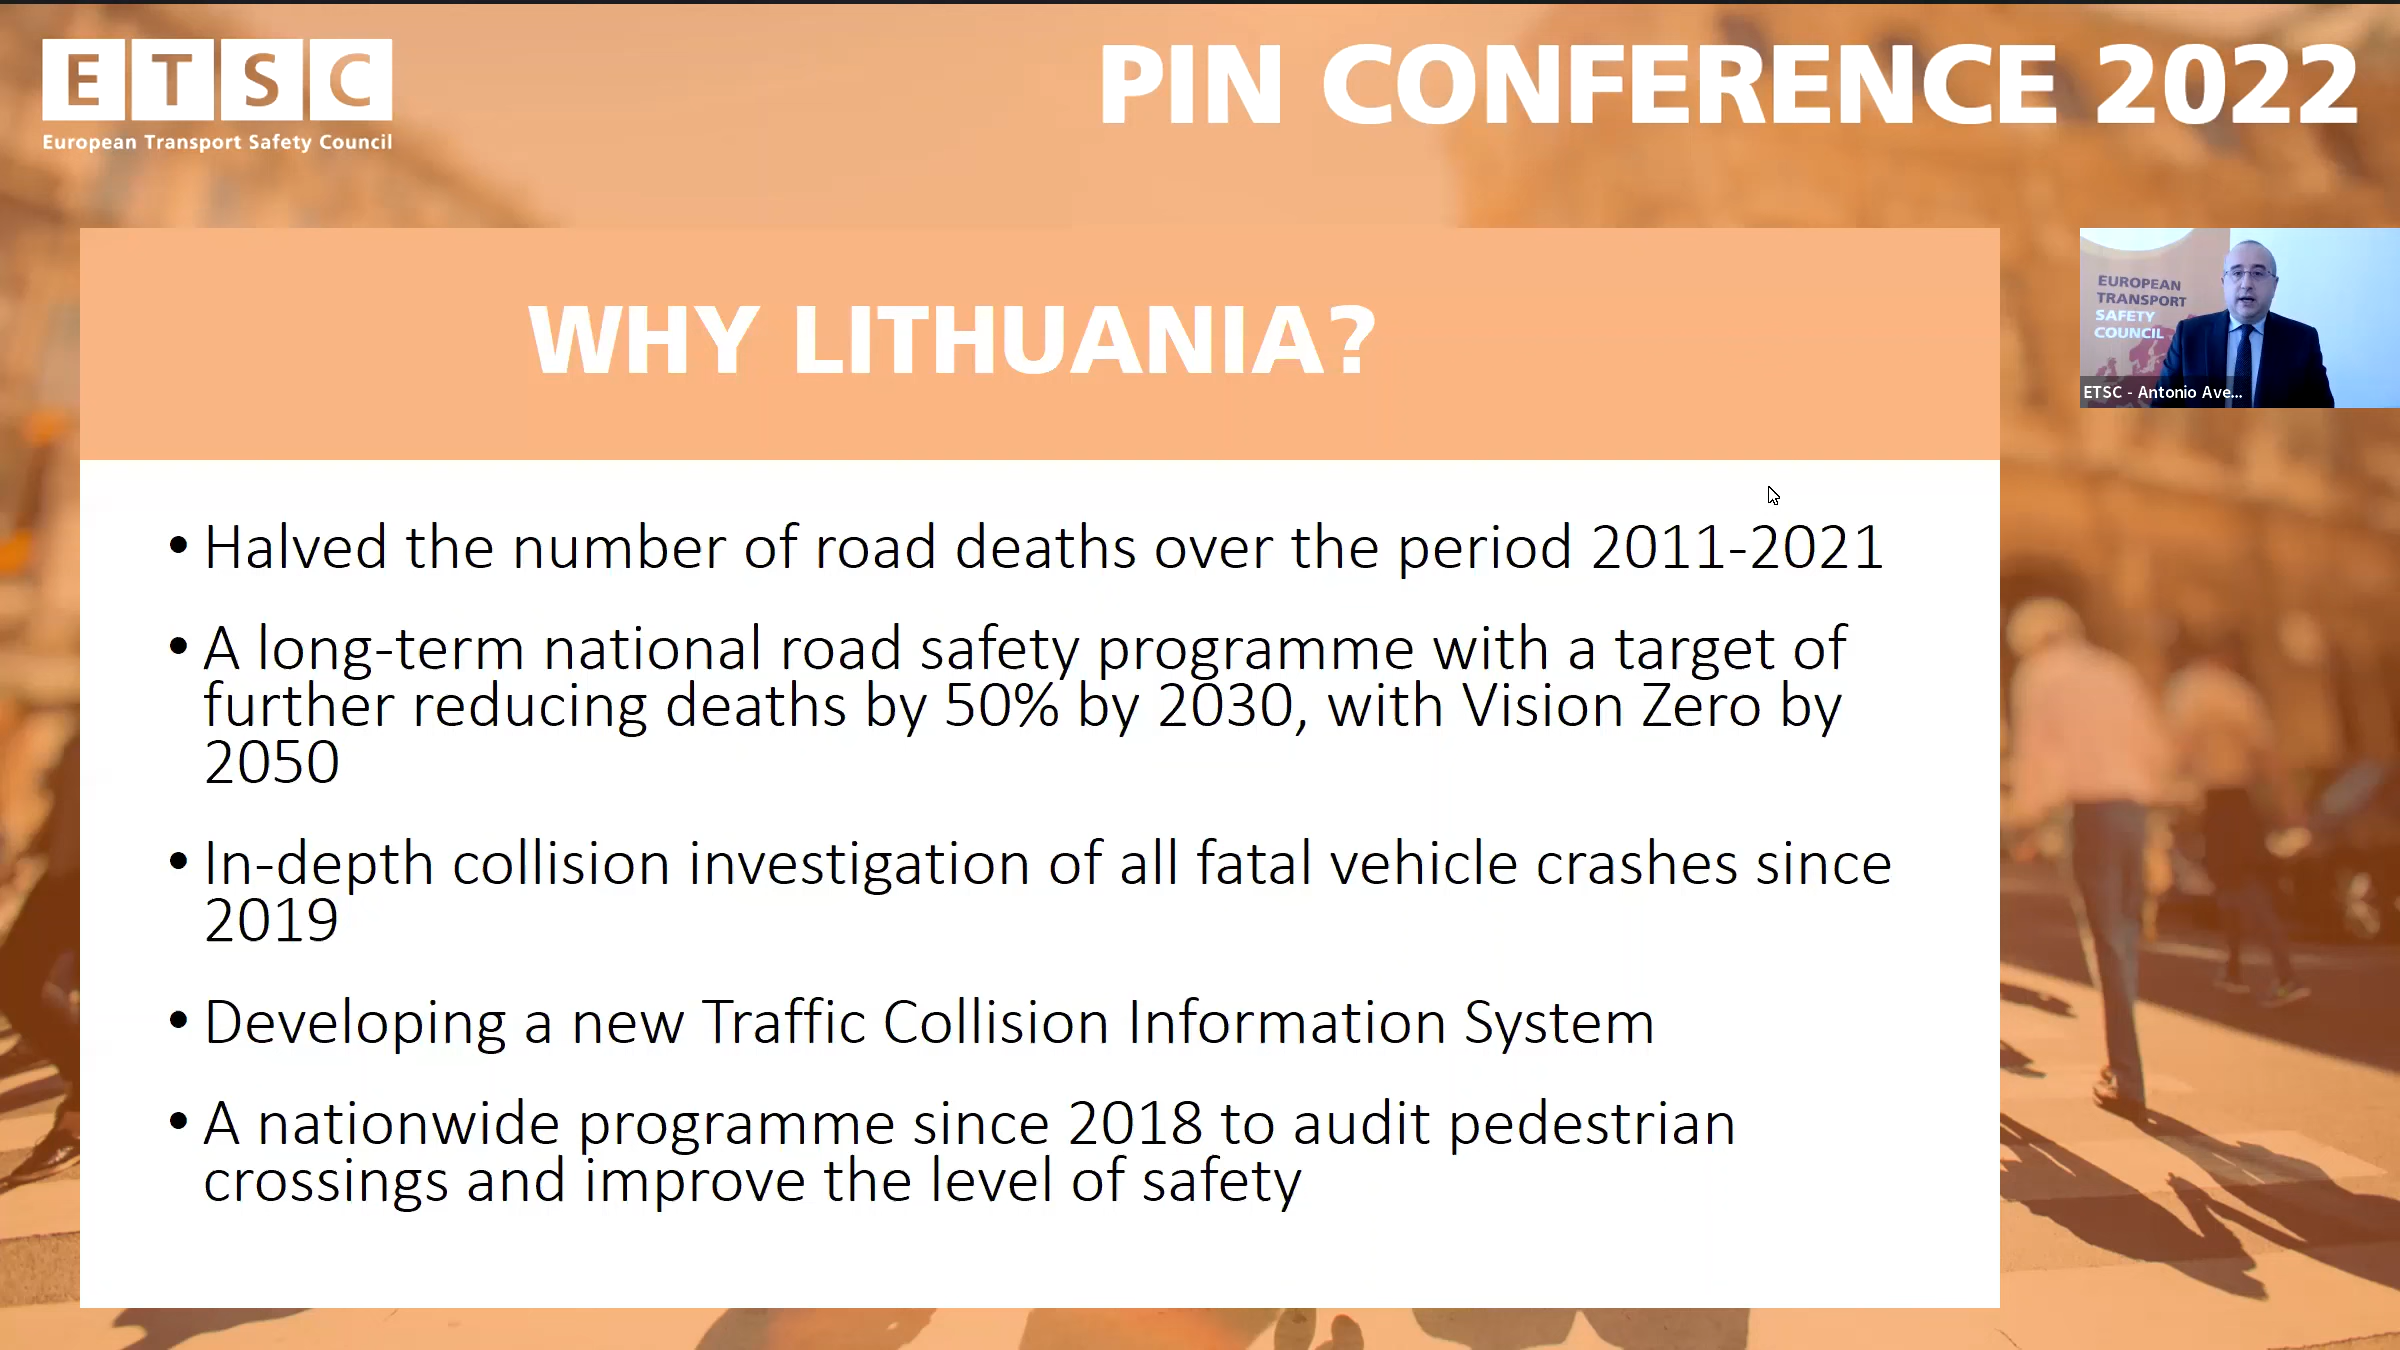 ETSC
European Transport Safety Council
PIN CONFERENCE 2022
WHY LITHUANIA?
EUROPEAN
TRANSPORT
SAFETY
COUNCIL
ETSC - Antonio Ave...
• Halved the number of road deaths over the period 2011-2021
• A long-term national road safety programme with a target of
further reducing deaths by 50% by 2030, with Vision Zero by
2050
• In-depth collision investigation of all fatal vehicle crashes since
2019
• Developing a new Traffic Collision Information System
• A nationwide programme since 2018 to audit pedestrian
crossings and improve the level of safety